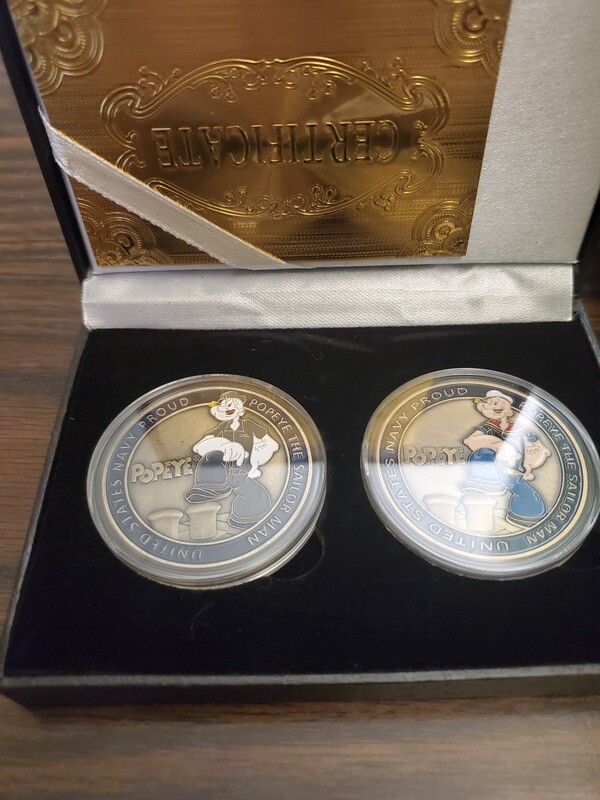 CERTIFICATE
UNITED STATES NAVY PROUD
POPEYE THE SAILOR MAN
POPEYE
UNITED STATES NAVY PROUD
POPEYE THE SAILOR MAN
POPEYE